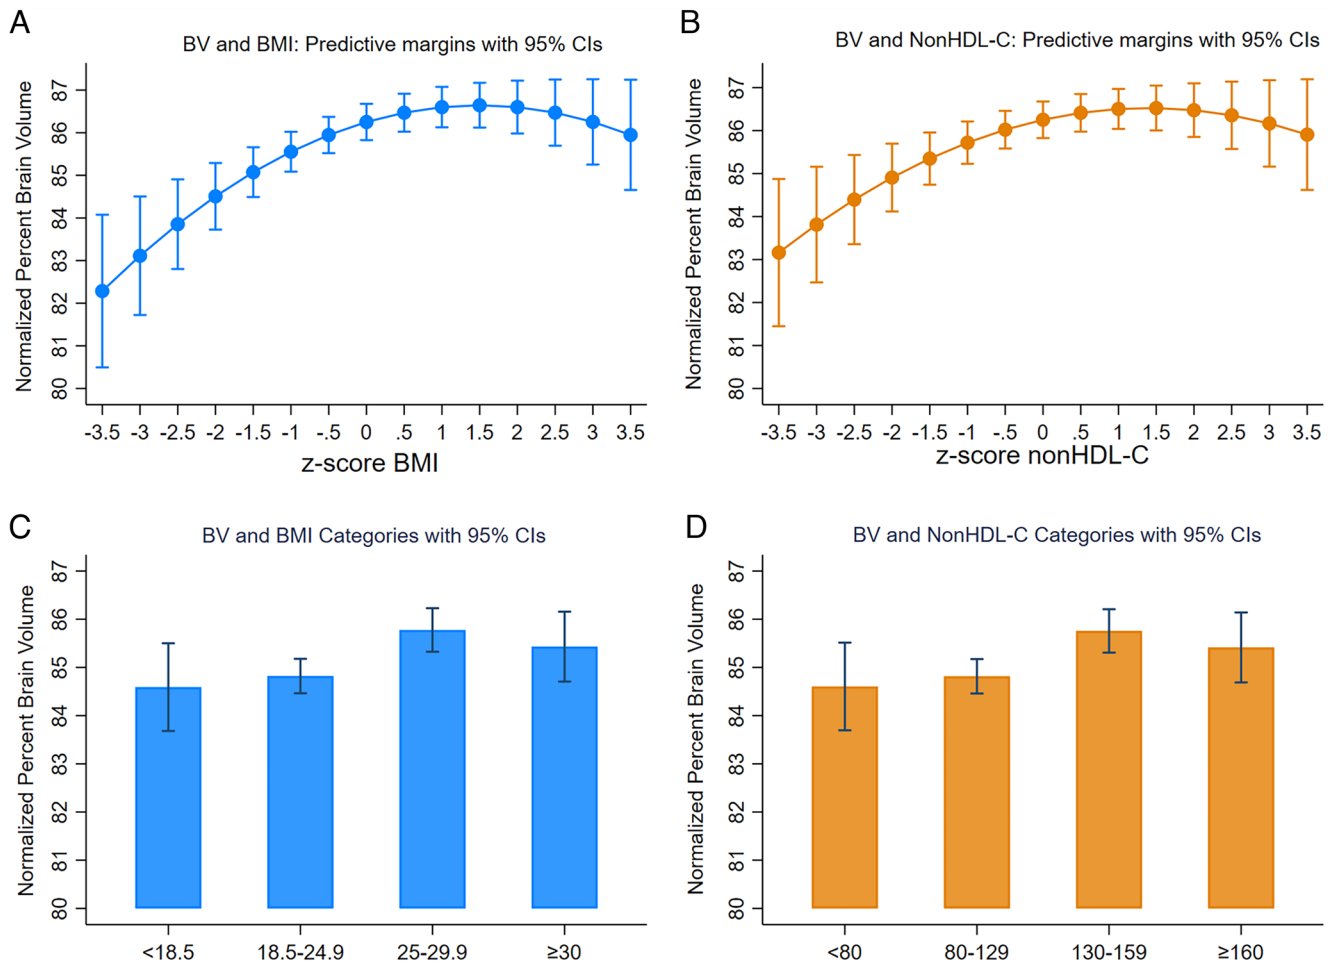 A
BV and BMI: Predictive margins with 95% CIs
Normalized Percent Brain Volume
87
86
85
84
83
82
81
80
-3.5 -3 -2.5 -2 -1.5 -1 -.5 0 .5 1 1.5 2 2.5 3 3.5
z-score BMI
B
BV and NonHDL-C: Predictive margins with 95% CIs
Normalized Percent Brain Volume
87
86
85
84
83
82
81
80
-3.5 -3 -2.5 -2 -1.5 -1 -.5 0 .5 1 1.5 2 2.5 3 3.5
z-score nonHDL-C
C
BV and BMI Categories with 95% CIs
Normalized Percent Brain Volume
87
86
85
84
83
82
81
80
<18.5 18.5-24.9 25-29.9 ≥30
D
BV and NonHDL-C Categories with 95% CIs
Normalized Percent Brain Volume
87
86
85
84
83
82
81
80
<80 80-129 130-159 ≥160